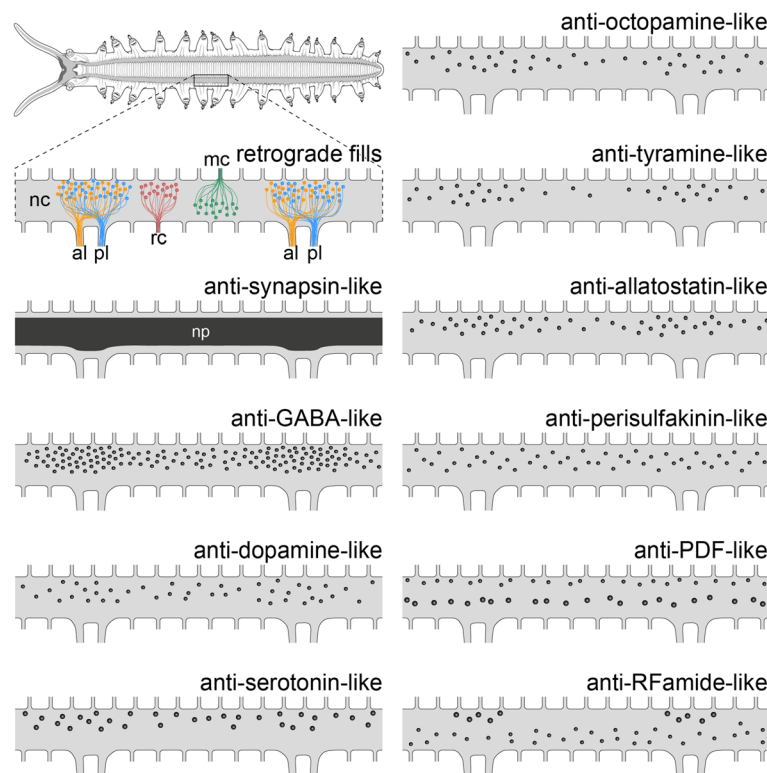 anti-octopamine-like
retrograde fills
mc
nc
rc
al pl
al pl
anti-tyramine-like
anti-synapsin-like
np
anti-allatostatin-like
anti-GABA-like
anti-perisulfakinin-like
anti-dopamine-like
anti-PDF-like
anti-serotonin-like
anti-RFamide-like